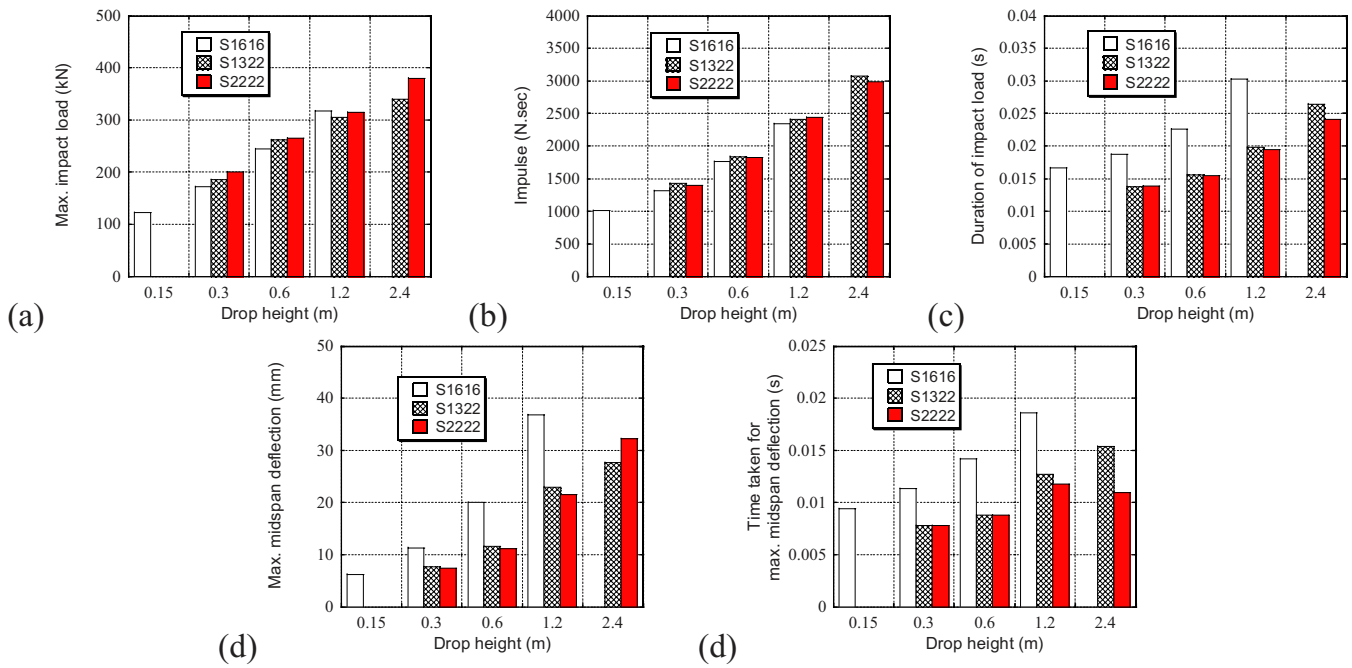 Max. impact load (kN)
500
400
300
200
100
0
S1616
S1322
S2222
0.15 0.3 0.6 1.2 2.4
Drop height (m)
(a)
Impulse (N.sec)
4000
3500
3000
2500
2000
1500
1000
500
0
S1616
S1322
S2222
0.15 0.3 0.6 1.2 2.4
Drop height (m)
(b)
Duration of impact load (s)
0.04
0.035
0.03
0.025
0.02
0.015
0.01
0.005
0
S1616
S1322
S2222
0.15 0.3 0.6 1.2 2.4
Drop height (m)
(c)
Max. midspan deflection (mm)
50
40
30
20
10
0
S1616
S1322
S2222
0.15 0.3 0.6 1.2 2.4
Drop height (m)
(d)
Time taken for
max. midspan deflection (s)
0.025
0.02
0.015
0.01
0.005
0
S1616
S1322
S2222
0.15 0.3 0.6 1.2 2.4
Drop height (m)
(d)